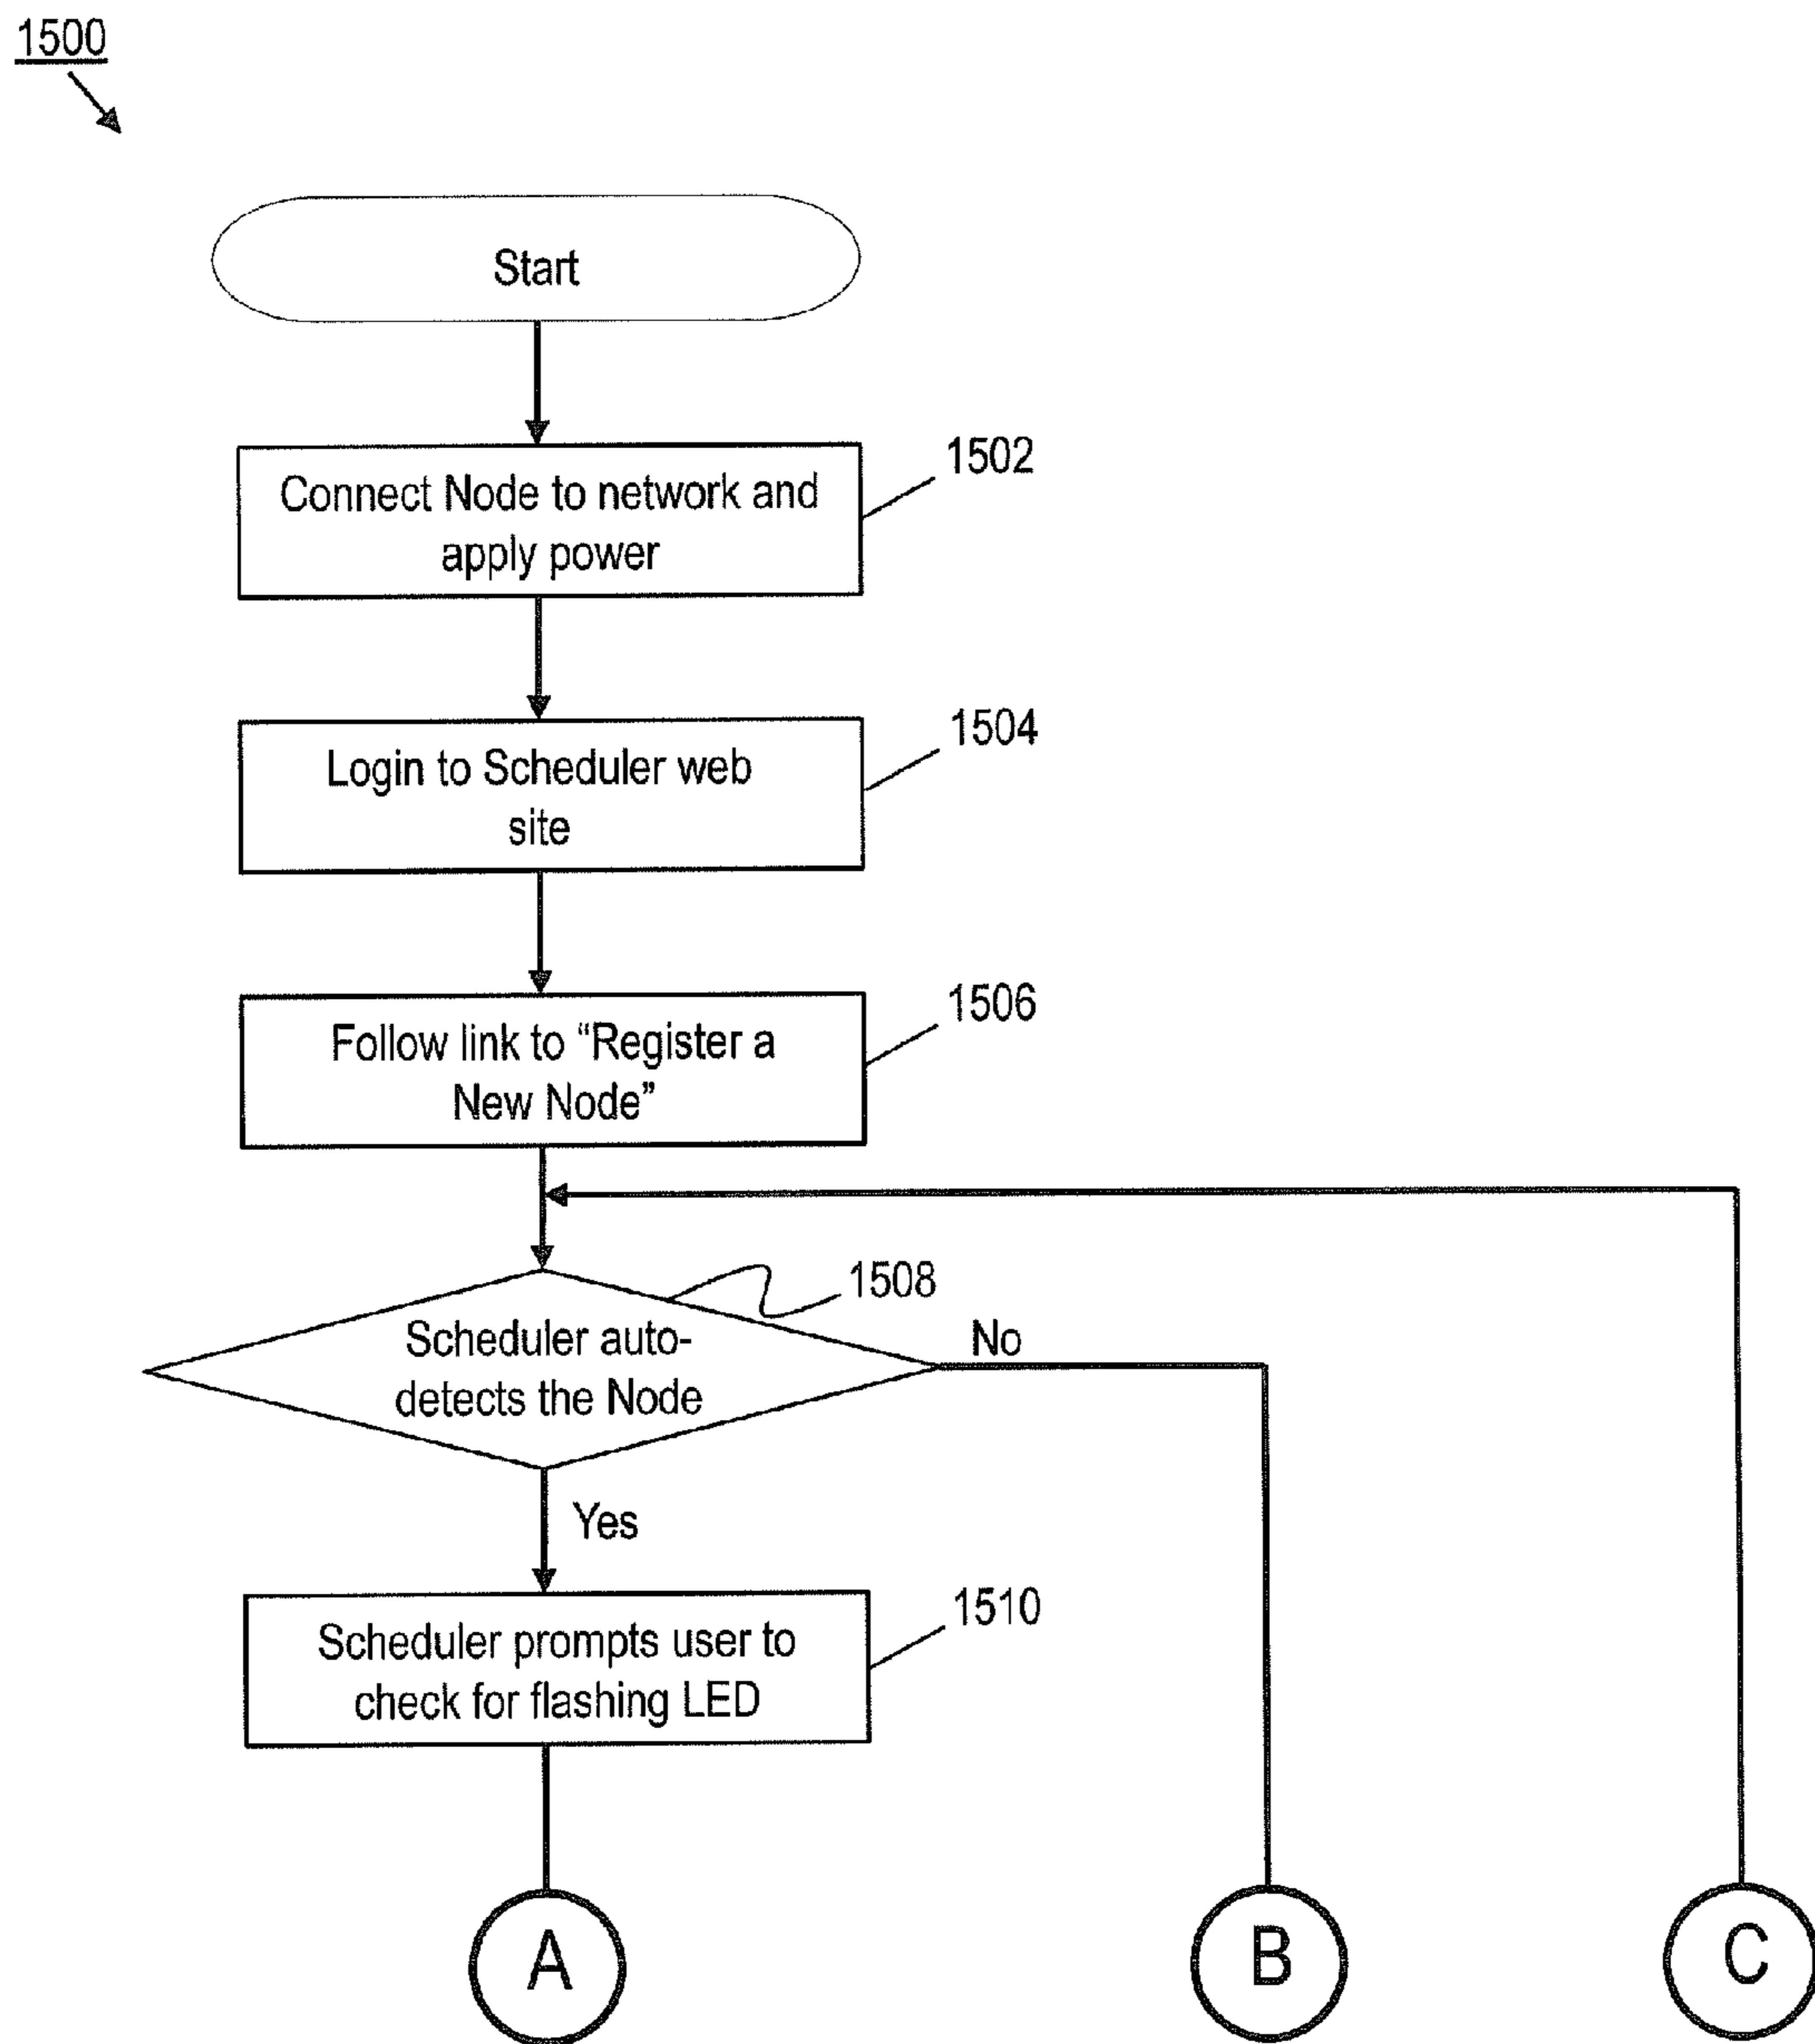 1500
Start
Connect Node to network and
apply power
1502
Login to Scheduler web
site
1504
Follow link to “Register a
New Node”
1506
1508
Scheduler auto-
detects the Node
No
Yes
Scheduler prompts user to
check for flashing LED
1510
A
B
C